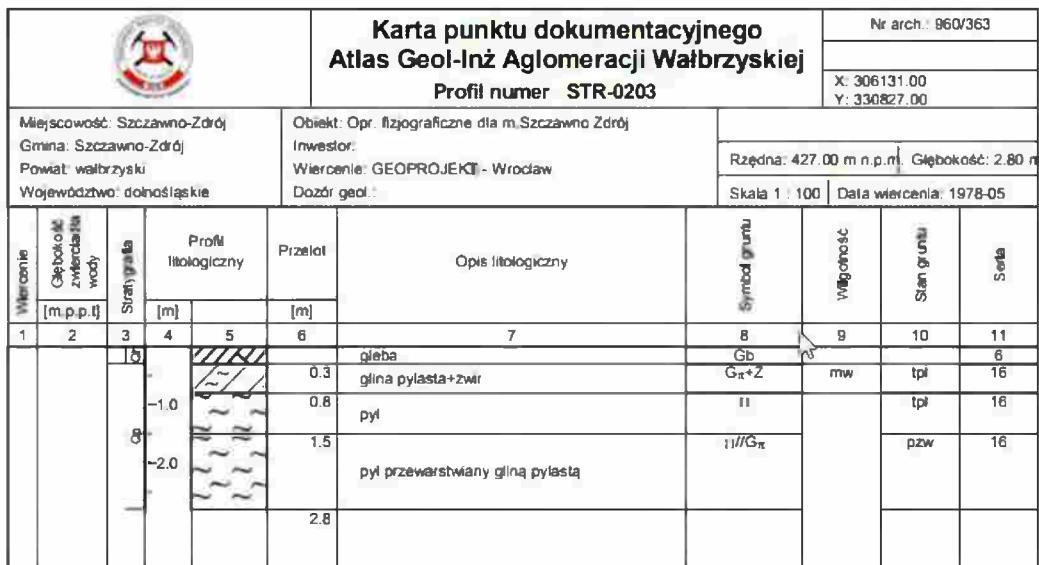 Karta punktu dokumentacyjnego
Atlas Geol-Inż Aglomeracji Wałbrzyskiej
Profil numer STR-0203
Nr arch.: 960/363
X: 306131.00
Y: 330827.00
Miejscowość: Szczawno-Zdrój
Gmina: Szczawno-Zdrój
Powiat: wałbrzyski
Województwo: dolnośląskie
Obiekt: Opr. fizjograficzne dla m.Szczawno Zdrój
Inwestor:
Wiercenie: GEOPROJEKT - Wrocław
Dozór geol.:
Rzędna: 427.00 m n.p.m. Głębokość: 2.80 m
Skala 1 : 100 Data wiercenia: 1978-05
Wiercenie
Głębokość zwierciadła wody
[m.p.p.t]
Stratygrafia
Profil litologiczny
[m]
Przelot
[m]
Opis litologiczny
Symbol gruntu
Wilgotność
Stan gruntu
Seria
1 2 3 4 5 6 7 8 9 10 11
gleba Gb 6
0.3 glina pylasta+żwir Gπ+Ż mw tpl 16
-1.0 0.8 pył Π tpl 16
1.5 Π//Gπ pzw 16
-2.0 pył przewarstwiany gliną pylastą
2.8